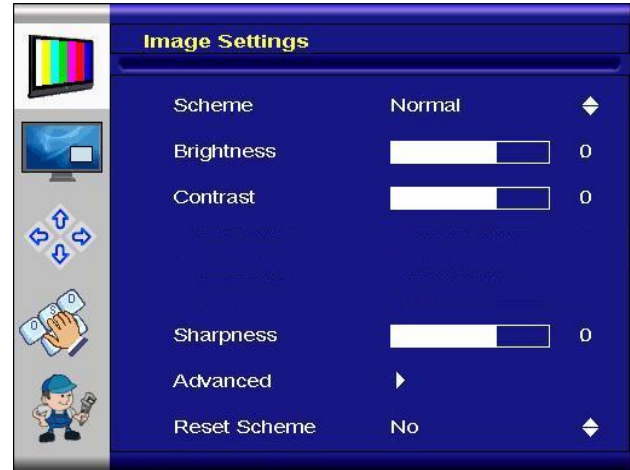 Image Settings
Scheme Normal
Brightness 0
Contrast 0
Sharpness 0
Advanced
Reset Scheme No
O S D